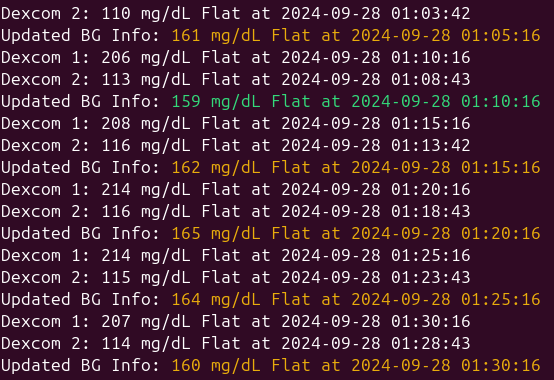 Dexcom 2: 110 mg/dL Flat at 2024-09-28 01:03:42
Updated BG Info: 161 mg/dL Flat at 2024-09-28 01:05:16
Dexcom 1: 206 mg/dL Flat at 2024-09-28 01:10:16
Dexcom 2: 113 mg/dL Flat at 2024-09-28 01:08:43
Updated BG Info: 159 mg/dL Flat at 2024-09-28 01:10:16
Dexcom 1: 208 mg/dL Flat at 2024-09-28 01:15:16
Dexcom 2: 116 mg/dL Flat at 2024-09-28 01:13:42
Updated BG Info: 162 mg/dL Flat at 2024-09-28 01:15:16
Dexcom 1: 214 mg/dL Flat at 2024-09-28 01:20:16
Dexcom 2: 116 mg/dL Flat at 2024-09-28 01:18:43
Updated BG Info: 165 mg/dL Flat at 2024-09-28 01:20:16
Dexcom 1: 214 mg/dL Flat at 2024-09-28 01:25:16
Dexcom 2: 115 mg/dL Flat at 2024-09-28 01:23:43
Updated BG Info: 164 mg/dL Flat at 2024-09-28 01:25:16
Dexcom 1: 207 mg/dL Flat at 2024-09-28 01:30:16
Dexcom 2: 114 mg/dL Flat at 2024-09-28 01:28:43
Updated BG Info: 160 mg/dL Flat at 2024-09-28 01:30:16